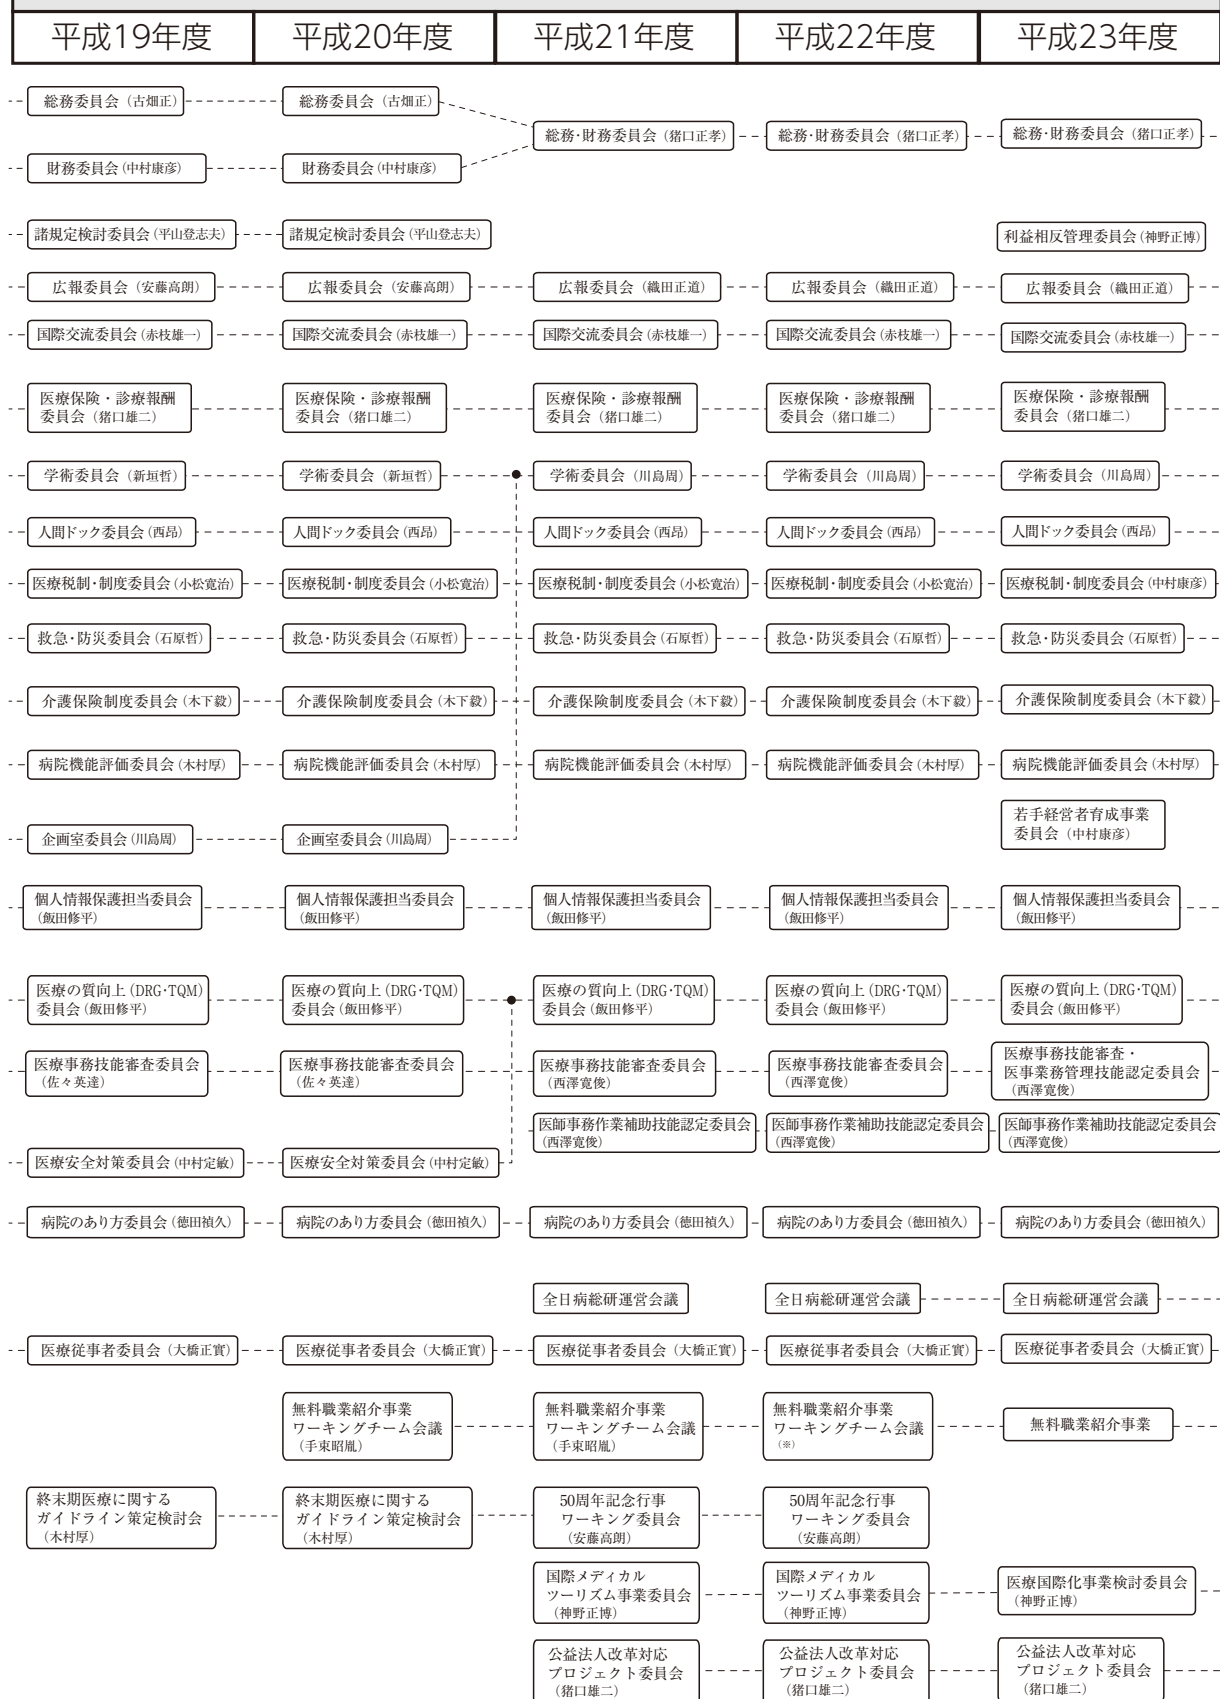 平成19年度 平成20年度 平成21年度 平成22年度 平成23年度
総務委員会（古畑正） 総務委員会（古畑正）
総務・財務委員会（猪口正孝） 総務・財務委員会（猪口正孝） 総務・財務委員会（猪口正孝）
財務委員会（中村康彦） 財務委員会（中村康彦）
諸規定検討委員会（平山登志夫） 諸規定検討委員会（平山登志夫） 利益相反管理委員会（神野正博）
広報委員会（安藤高朗） 広報委員会（安藤高朗） 広報委員会（織田正道） 広報委員会（織田正道） 広報委員会（織田正道）
国際交流委員会（赤枝雄一） 国際交流委員会（赤枝雄一） 国際交流委員会（赤枝雄一） 国際交流委員会（赤枝雄一） 国際交流委員会（赤枝雄一）
医療保険・診療報酬 医療保険・診療報酬 医療保険・診療報酬 医療保険・診療報酬 医療保険・診療報酬
委員会（猪口雄二） 委員会（猪口雄二） 委員会（猪口雄二） 委員会（猪口雄二） 委員会（猪口雄二）
学術委員会（新垣哲） 学術委員会（新垣哲） 学術委員会（川島周） 学術委員会（川島周） 学術委員会（川島周）
人間ドック委員会（西昂） 人間ドック委員会（西昂） 人間ドック委員会（西昂） 人間ドック委員会（西昂） 人間ドック委員会（西昂）
医療税制・制度委員会（小松寛治） 医療税制・制度委員会（小松寛治） 医療税制・制度委員会（小松寛治） 医療税制・制度委員会（小松寛治） 医療税制・制度委員会（中村康彦）
救急・防災委員会（石原哲） 救急・防災委員会（石原哲） 救急・防災委員会（石原哲） 救急・防災委員会（石原哲） 救急・防災委員会（石原哲）
介護保険制度委員会（木下毅） 介護保険制度委員会（木下毅） 介護保険制度委員会（木下毅） 介護保険制度委員会（木下毅） 介護保険制度委員会（木下毅）
病院機能評価委員会（木村厚） 病院機能評価委員会（木村厚） 病院機能評価委員会（木村厚） 病院機能評価委員会（木村厚） 病院機能評価委員会（木村厚）
若手経営者育成事業
委員会（中村康彦）
企画室委員会（川島周） 企画室委員会（川島周）
個人情報保護担当委員会 個人情報保護担当委員会 個人情報保護担当委員会 個人情報保護担当委員会 個人情報保護担当委員会
（飯田修平） （飯田修平） （飯田修平） （飯田修平） （飯田修平）
医療の質向上（DRG・TQM） 医療の質向上（DRG・TQM） 医療の質向上（DRG・TQM） 医療の質向上（DRG・TQM） 医療の質向上（DRG・TQM）
委員会（飯田修平） 委員会（飯田修平） 委員会（飯田修平） 委員会（飯田修平） 委員会（飯田修平）
医療事務技能審査委員会 医療事務技能審査委員会 医療事務技能審査委員会 医療事務技能審査委員会 医療事務技能審査・
（佐々英達） （佐々英達） （西澤寛俊） （西澤寛俊） 医事業務管理技能認定委員会
（西澤寛俊）
医師事務作業補助技能認定委員会 医師事務作業補助技能認定委員会 医師事務作業補助技能認定委員会
（西澤寛俊） （西澤寛俊） （西澤寛俊）
医療安全対策委員会（中村定敏） 医療安全対策委員会（中村定敏）
病院のあり方委員会（徳田禎久） 病院のあり方委員会（徳田禎久） 病院のあり方委員会（徳田禎久） 病院のあり方委員会（徳田禎久） 病院のあり方委員会（徳田禎久）
全日病総研運営会議 全日病総研運営会議 全日病総研運営会議
医療従事者委員会（大橋正實） 医療従事者委員会（大橋正實） 医療従事者委員会（大橋正實） 医療従事者委員会（大橋正實） 医療従事者委員会（大橋正實）
無料職業紹介事業 無料職業紹介事業 無料職業紹介事業 無料職業紹介事業
ワーキングチーム会議 ワーキングチーム会議 ワーキングチーム会議
（手束昭胤） （手束昭胤） （※）
終末期医療に関する 終末期医療に関する 50周年記念行事 50周年記念行事
ガイドライン策定検討会 ガイドライン策定検討会 ワーキング委員会 ワーキング委員会
（木村厚） （木村厚） （安藤高朗） （安藤高朗）
国際メディカル 国際メディカル 医療国際化事業検討委員会
ツーリズム事業委員会 ツーリズム事業委員会 （神野正博）
（神野正博） （神野正博）
公益法人改革対応 公益法人改革対応 公益法人改革対応
プロジェクト委員会 プロジェクト委員会 プロジェクト委員会
（猪口雄二） （猪口雄二） （猪口雄二）